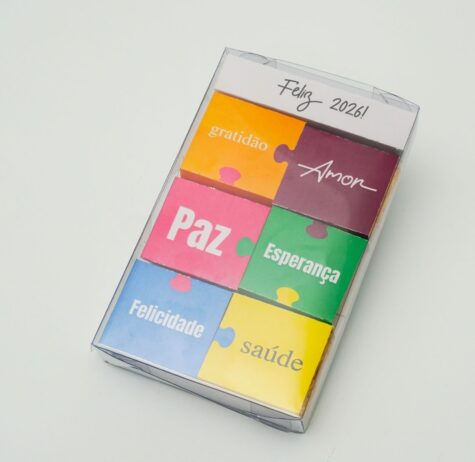 Feliz 2026!
gratidão
Amor
Paz
Esperança
Felicidade
saúde